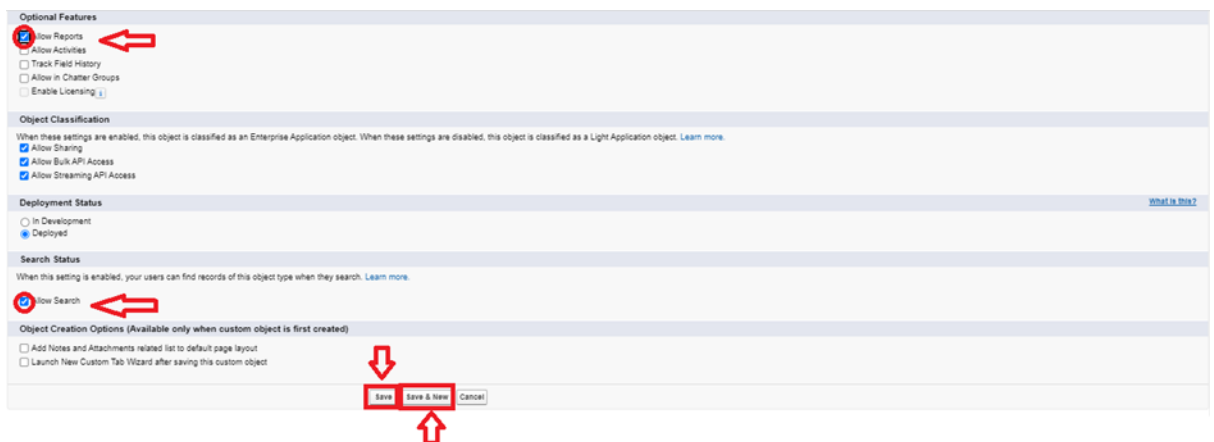 Optional Features
Allow Reports
Allow Activities
Track Field History
Allow in Chatter Groups
Enable Licensing i
Object Classification
When these settings are enabled, this object is classified as an Enterprise Application object. When these settings are disabled, this object is classified as a Light Application object. Learn more.
Allow Sharing
Allow Bulk API Access
Allow Streaming API Access
Deployment Status What is this?
In Development
Deployed
Search Status
When this setting is enabled, your users can find records of this object type when they search. Learn more.
Allow Search
Object Creation Options (Available only when custom object is first created)
Add Notes and Attachments related list to default page layout
Launch New Custom Tab Wizard after saving this custom object
Save Save & New Cancel